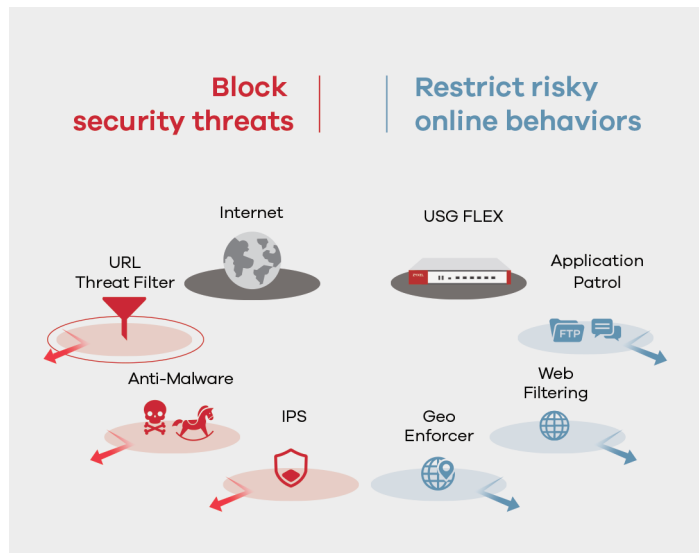 Block
security threats
Restrict risky
online behaviors
Internet
USG FLEX
URL
Threat Filter
Application
Patrol
FTP
Anti-Malware
Web
Filtering
IPS
Geo
Enforcer